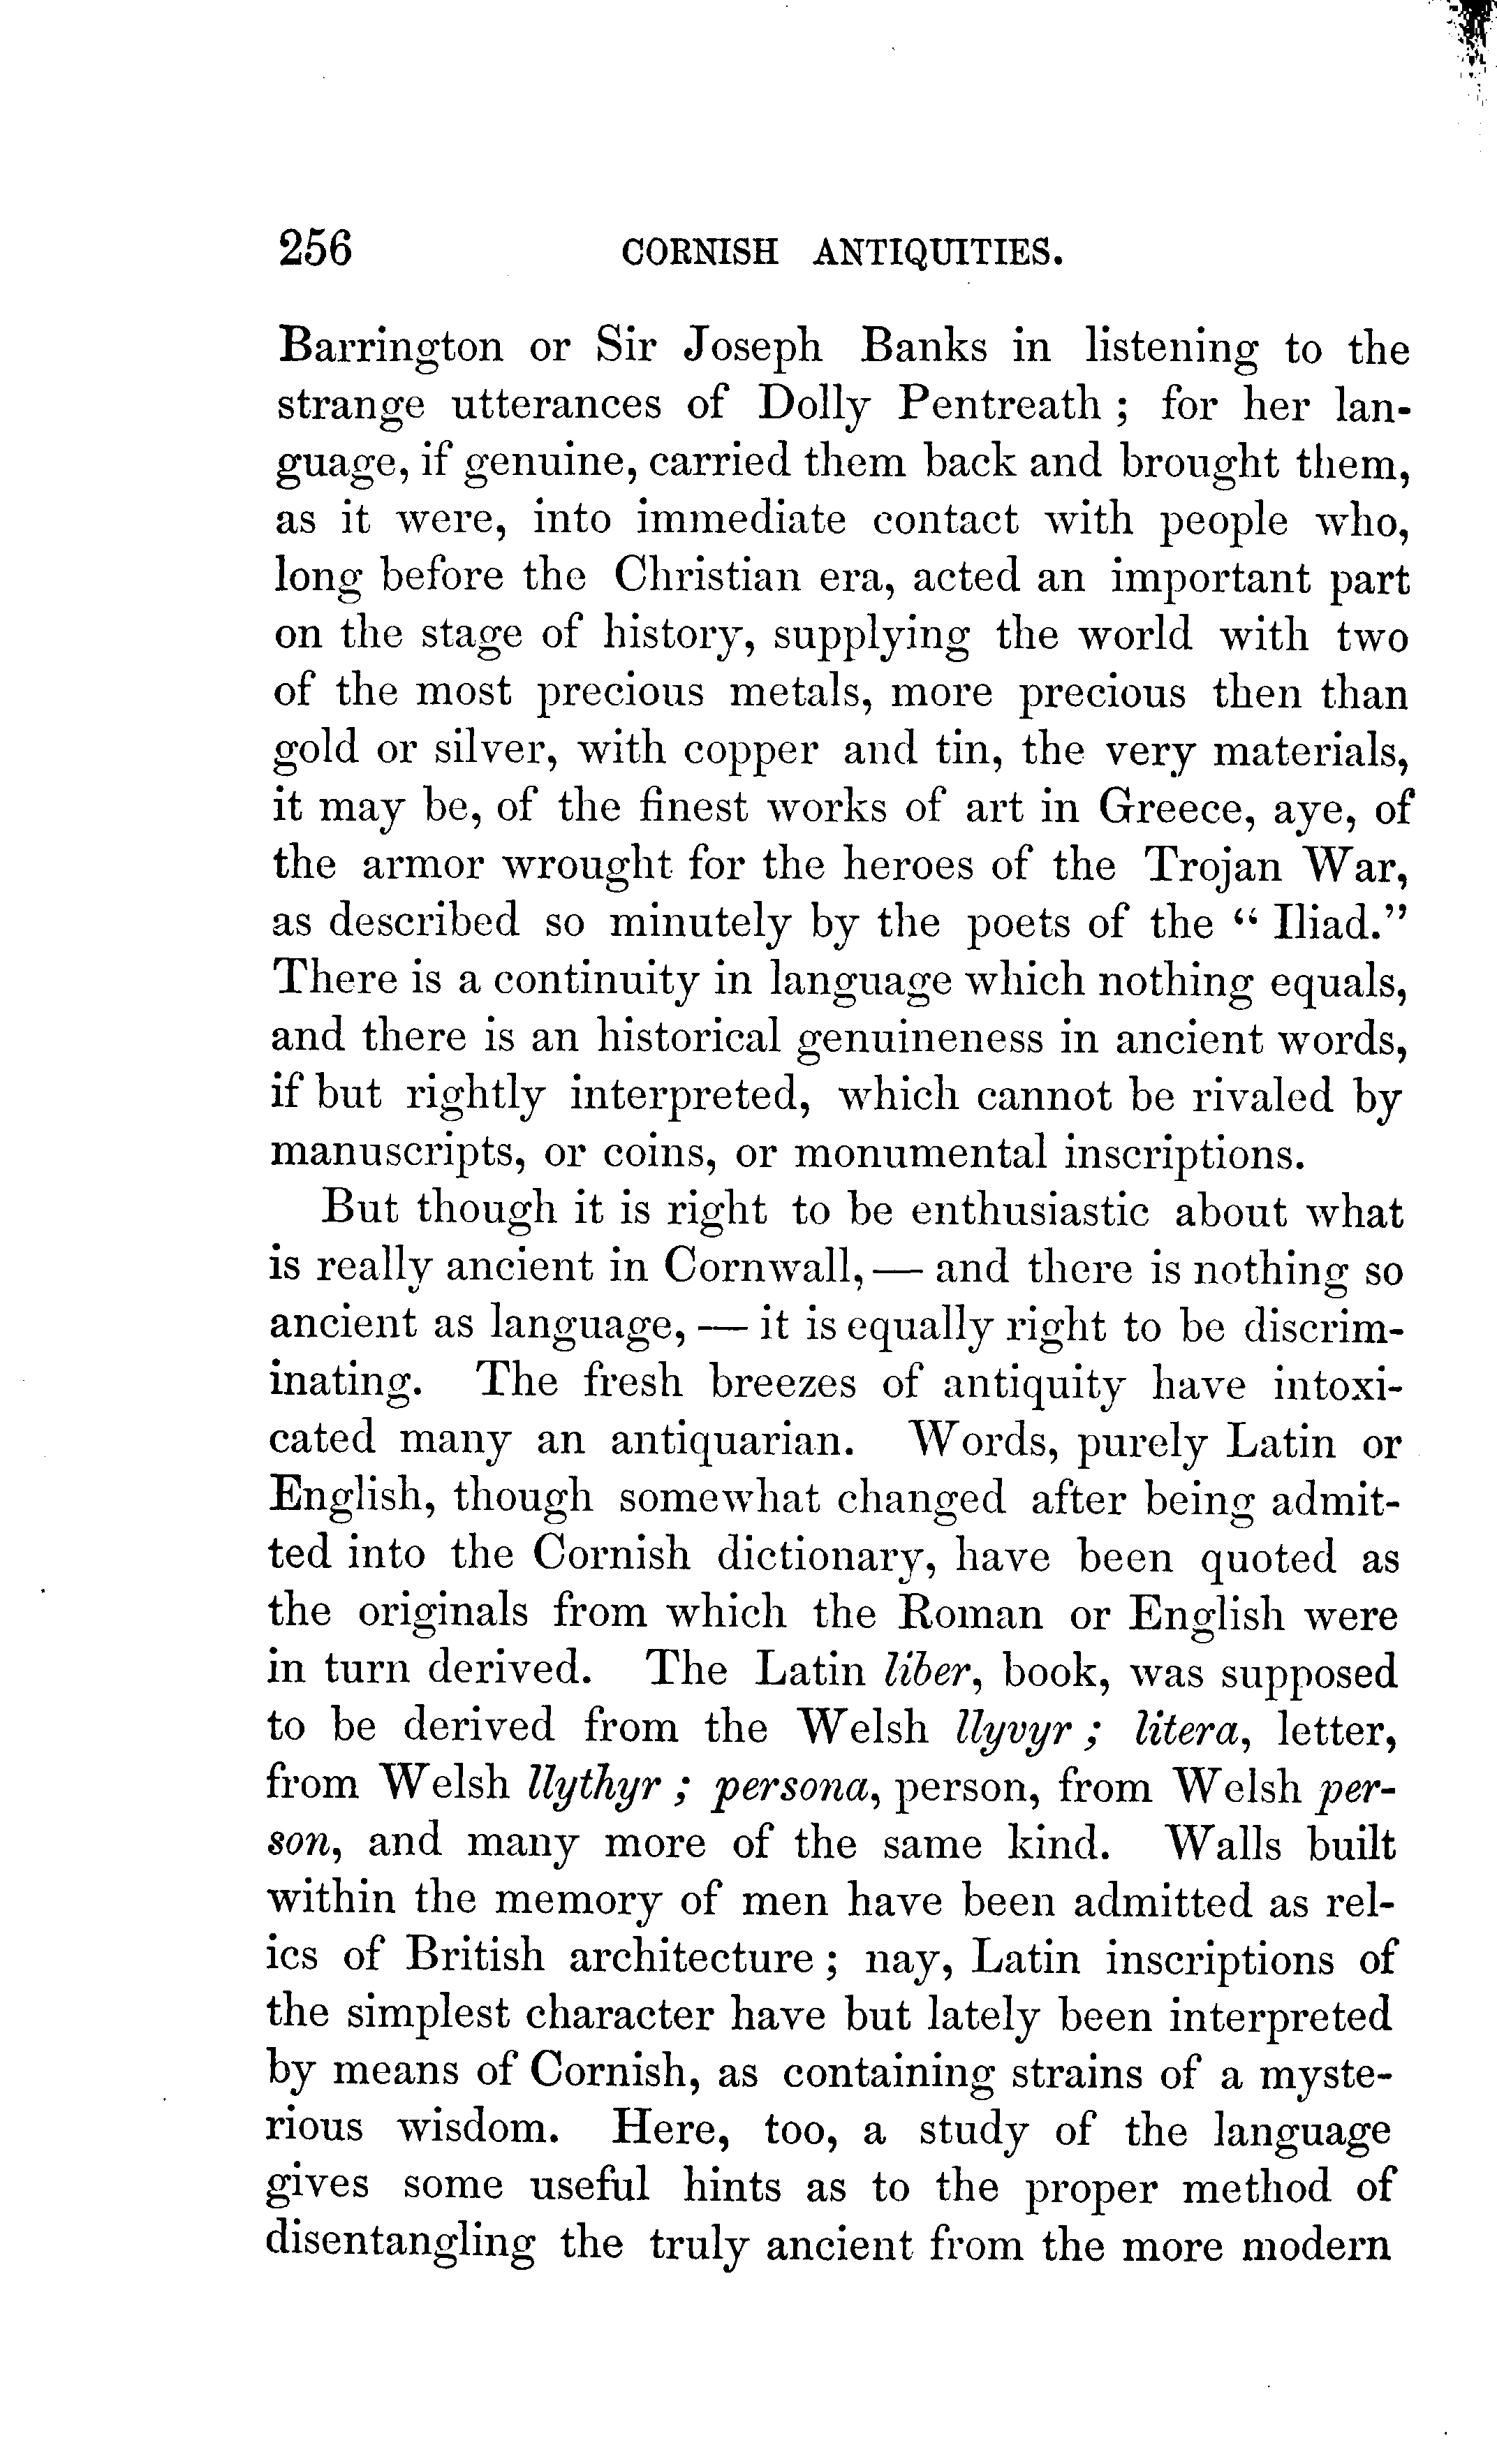 256 CORNISH ANTIQUITIES.
Barrington or Sir Joseph Banks in listening to the
strange utterances of Dolly Pentreath ; for her lan-
guage, if genuine, carried them back and brought them,
as it were, into immediate contact with people who,
long before the Christian era, acted an important part
on the stage of history, supplying the world with two
of the most precious metals, more precious then than
gold or silver, with copper and tin, the very materials,
it may be, of the finest works of art in Greece, aye, of
the armor wrought for the heroes of the Trojan War,
as described so minutely by the poets of the “ Iliad.”
There is a continuity in language which nothing equals,
and there is an historical genuineness in ancient words,
if but rightly interpreted, which cannot be rivaled by
manuscripts, or coins, or monumental inscriptions.
But though it is right to be enthusiastic about what
is really ancient in Cornwall, — and there is nothing so
ancient as language, — it is equally right to be discrim-
inating. The fresh breezes of antiquity have intoxi-
cated many an antiquarian. Words, purely Latin or
English, though somewhat changed after being admit-
ted into the Cornish dictionary, have been quoted as
the originals from which the Roman or English were
in turn derived. The Latin liber, book, was supposed
to be derived from the Welsh llyvyr ; litera, letter,
from Welsh llythyr ; persona, person, from Welsh per-
son, and many more of the same kind. Walls built
within the memory of men have been admitted as rel-
ics of British architecture ; nay, Latin inscriptions of
the simplest character have but lately been interpreted
by means of Cornish, as containing strains of a myste-
rious wisdom. Here, too, a study of the language
gives some useful hints as to the proper method of
disentangling the truly ancient from the more modern